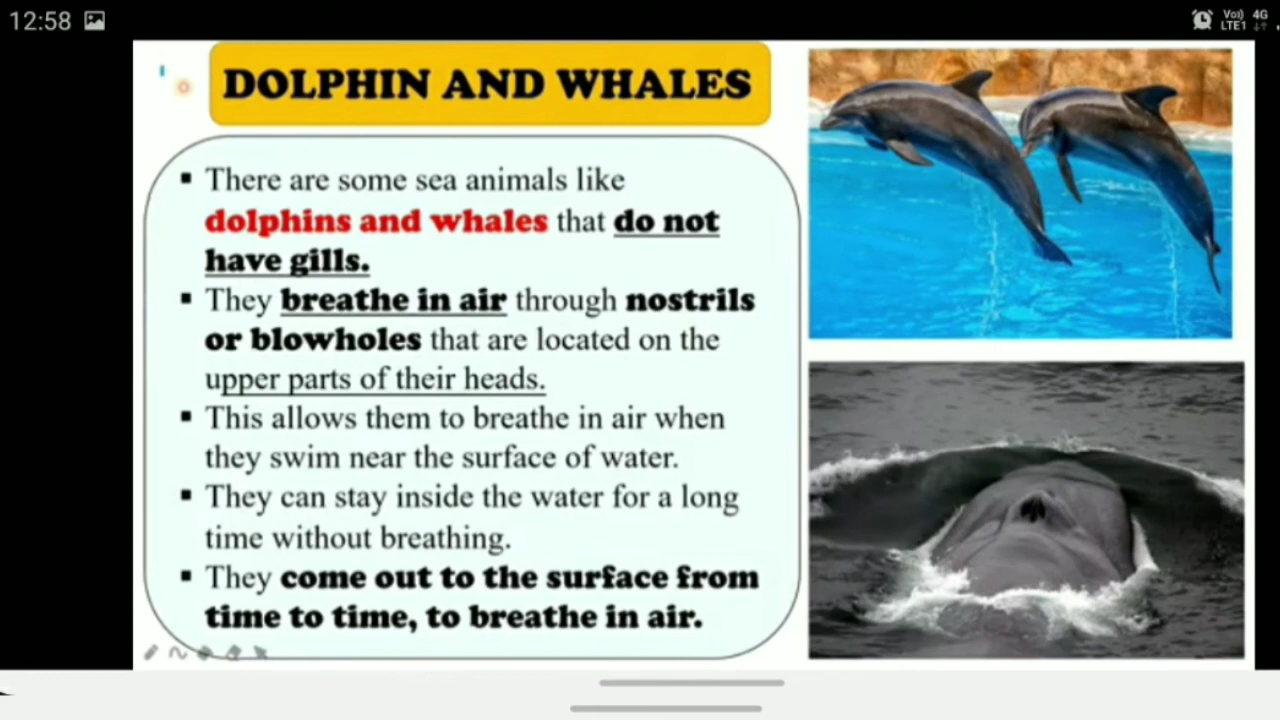 12:58
Vo)) 4G
LTE1
DOLPHIN AND WHALES
▪ There are some sea animals like
dolphins and whales that do not
have gills.
▪ They breathe in air through nostrils
or blowholes that are located on the
upper parts of their heads.
▪ This allows them to breathe in air when
they swim near the surface of water.
▪ They can stay inside the water for a long
time without breathing.
▪ They come out to the surface from
time to time, to breathe in air.